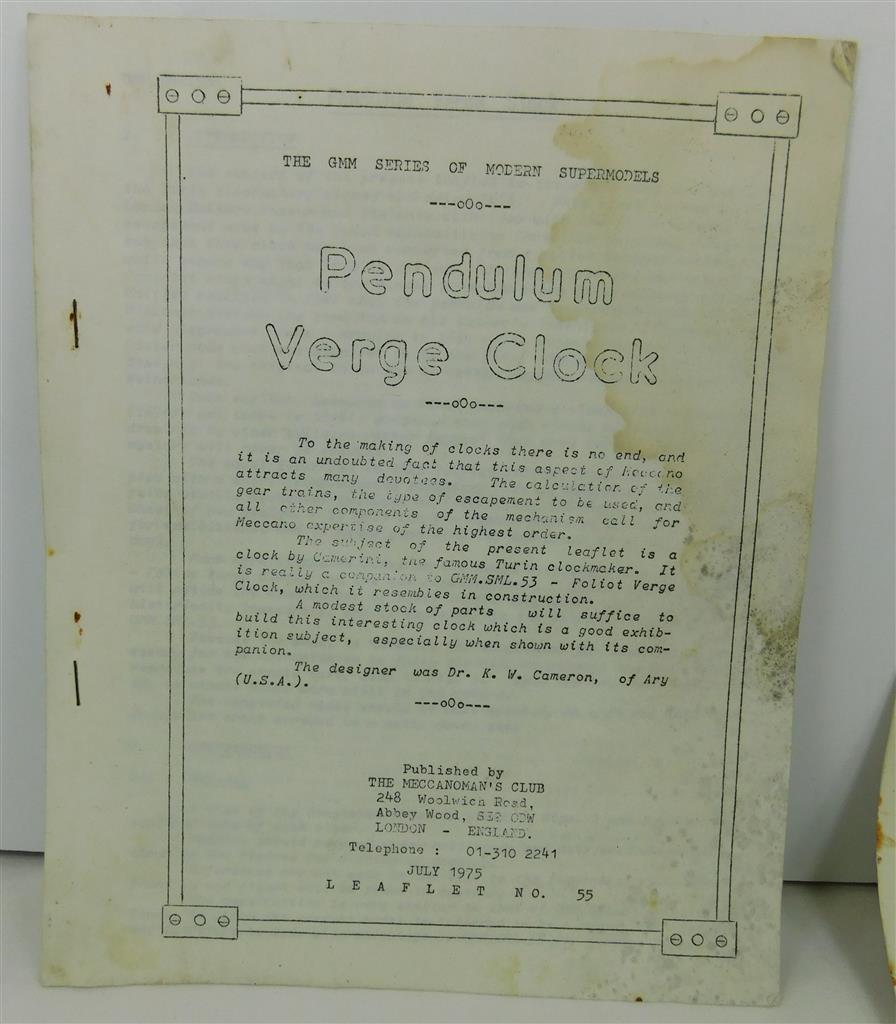 THE GMM SERIES OF MODERN SUPERMODELS
---oOo---
Pendulum
Verge Clock
---oOo---
To the making of clocks there is no end, and
it is an undoubted fact that this aspect of Meccano
attracts many devotees. The calculation of the
gear trains, the type of escapement to be used, and
all other components of the mechanism call for
Meccano expertise of the highest order.
The subject of the present leaflet is a
clock by Camerini, the famous Turin clockmaker. It
is really a companion to GMM.SML.53 - Foliot Verge
Clock, which it resembles in construction.
A modest stock of parts will suffice to
build this interesting clock which is a good exhib-
ition subject, especially when shown with its com-
panion.
The designer was Dr. K. W. Cameron, of Ary
(U.S.A.).
---oOo---
Published by
THE MECCANOMAN'S CLUB
248 Woolwich Road,
Abbey Wood, SE2 0DW
LONDON - ENGLAND.
Telephone : 01-310 2241
JULY 1975
LEAFLET NO. 55